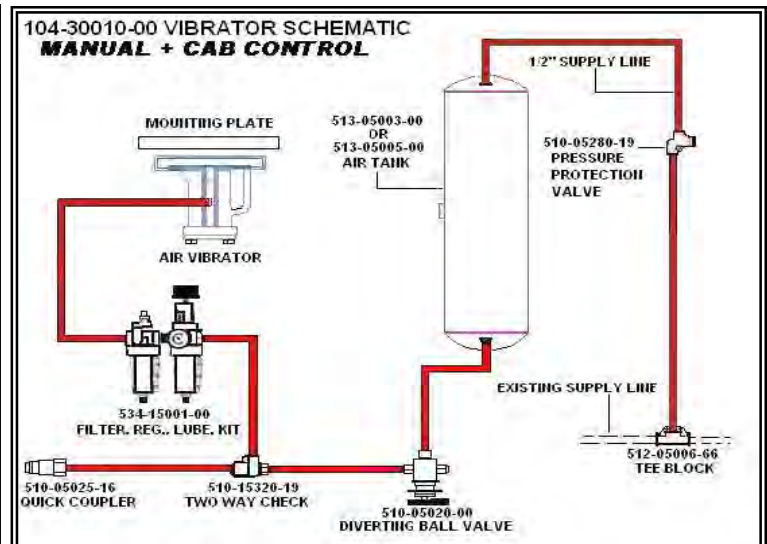 104-30010-00 VIBRATOR SCHEMATIC
MANUAL + CAB CONTROL
1/2" SUPPLY LINE
MOUNTING PLATE
513-05003-00
OR
513-05005-00
AIR TANK
510-05280-19
PRESSURE
PROTECTION
VALVE
AIR VIBRATOR
534-15001-00
FILTER, REG., LUBE, KIT
EXISTING SUPPLY LINE
512-05006-66
TEE BLOCK
510-05025-16
QUICK COUPLER
510-15320-19
TWO WAY CHECK
510-05020-00
DIVERTING BALL VALVE